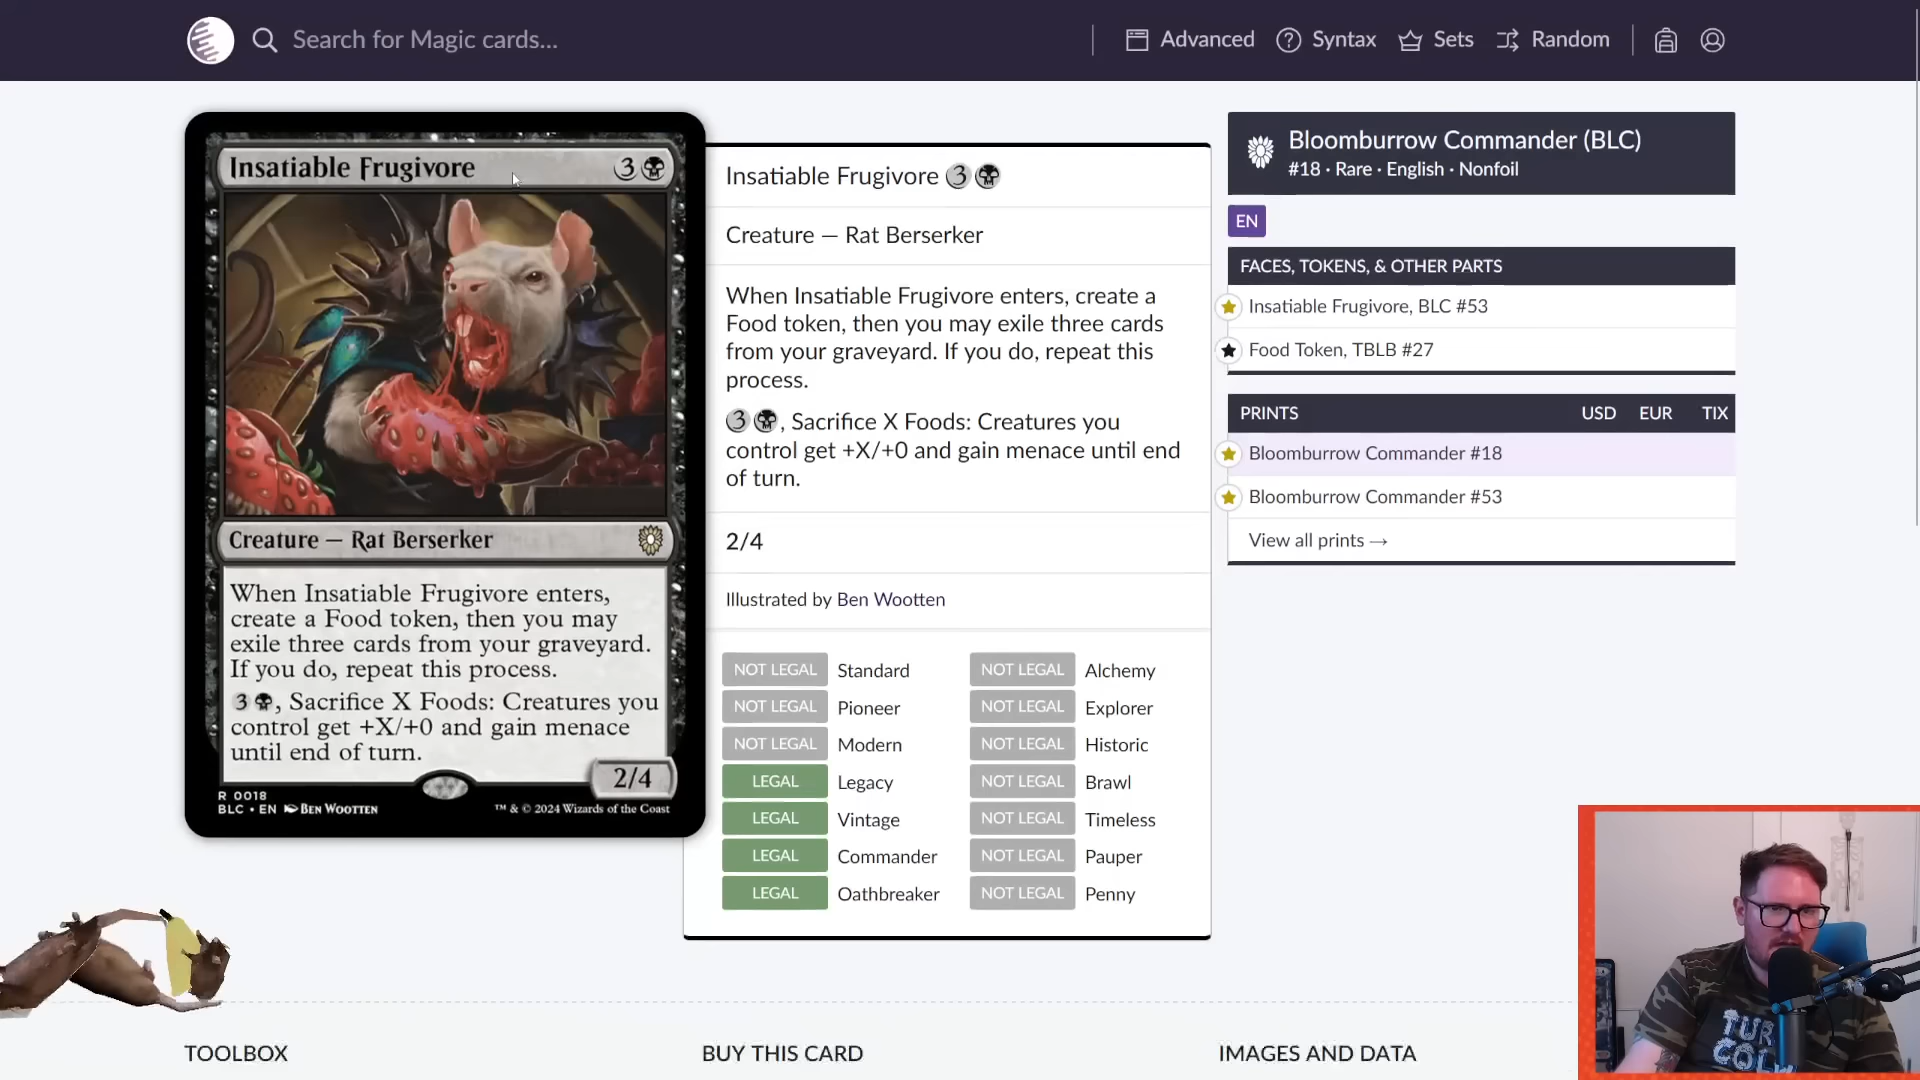 Search for Magic cards...
Advanced
Syntax
Sets
Random
Insatiable Frugivore 3
Creature — Rat Berserker
When Insatiable Frugivore enters,
create a Food token, then you may
exile three cards from your graveyard.
If you do, repeat this process.
3, Sacrifice X Foods: Creatures you
control get +X/+0 and gain menace
until end of turn.
2/4
R 0018
BLC • EN BEN WOOTTEN
™ & © 2024 Wizards of the Coast
Insatiable Frugivore 3
Creature — Rat Berserker
When Insatiable Frugivore enters, create a
Food token, then you may exile three cards
from your graveyard. If you do, repeat this
process.
3, Sacrifice X Foods: Creatures you
control get +X/+0 and gain menace until end
of turn.
2/4
Illustrated by Ben Wootten
NOT LEGAL Standard NOT LEGAL Alchemy
NOT LEGAL Pioneer NOT LEGAL Explorer
NOT LEGAL Modern NOT LEGAL Historic
LEGAL Legacy NOT LEGAL Brawl
LEGAL Vintage NOT LEGAL Timeless
LEGAL Commander NOT LEGAL Pauper
LEGAL Oathbreaker NOT LEGAL Penny
Bloomburrow Commander (BLC)
#18 · Rare · English · Nonfoil
EN
FACES, TOKENS, & OTHER PARTS
Insatiable Frugivore, BLC #53
Food Token, TBLB #27
PRINTS USD EUR TIX
Bloomburrow Commander #18
Bloomburrow Commander #53
View all prints →
TOOLBOX
BUY THIS CARD
IMAGES AND DATA